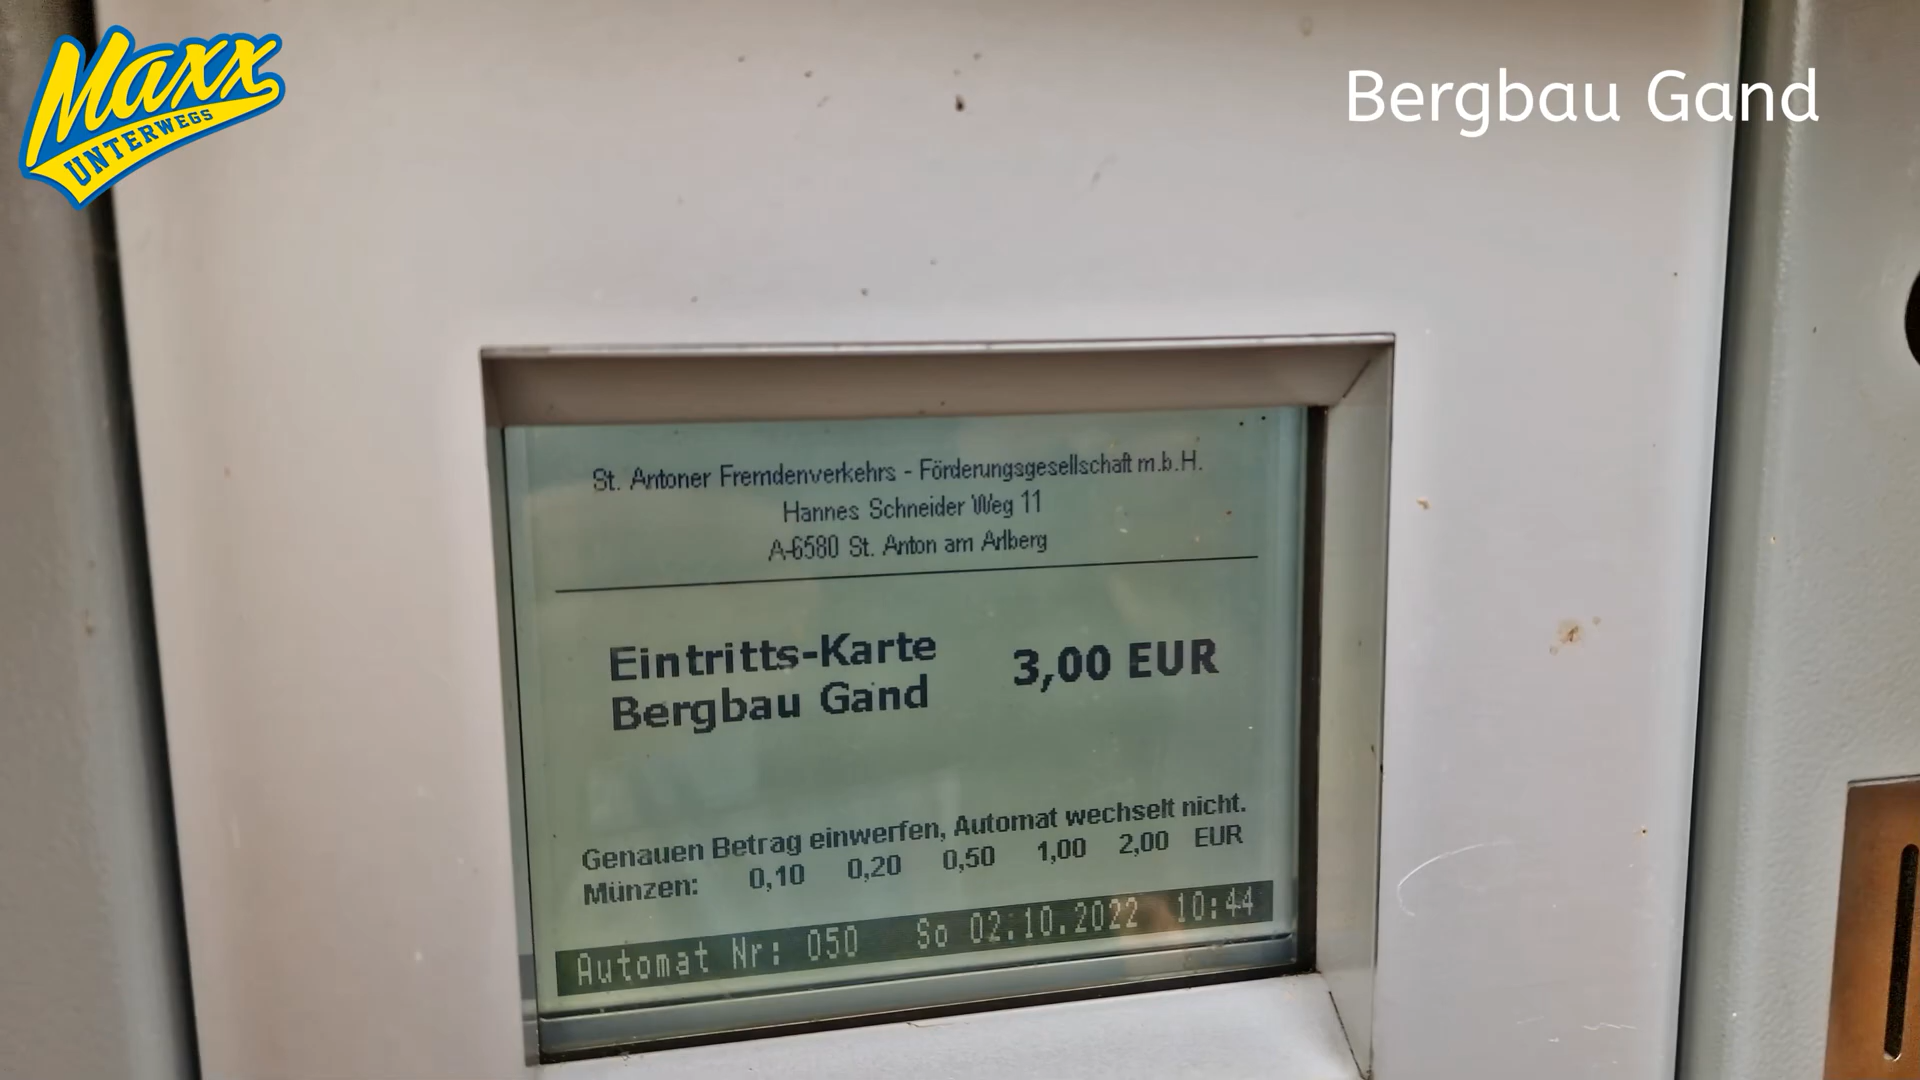 Maxx
UNTERWEGS
Bergbau Gand
St. Antoner Fremdenverkehrs - Förderungsgesellschaft m.b.H.
Hannes Schneider Weg 11
A-6580 St. Anton am Arlberg
Eintritts-Karte 3,00 EUR
Bergbau Gand
Genauen Betrag einwerfen, Automat wechselt nicht.
Münzen: 0,10 0,20 0,50 1,00 2,00 EUR
Automat Nr: 050 So 02.10.2022 10:44